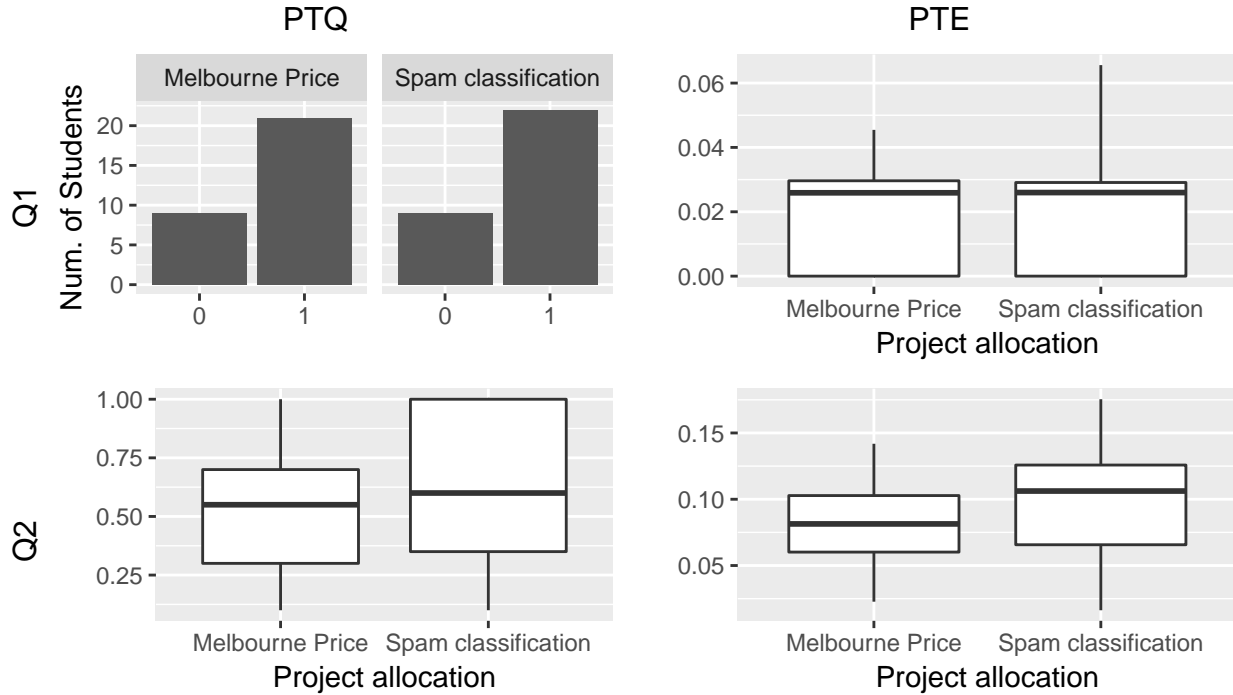 PTQ
PTE
Q1
Num. of Students
Melbourne Price
Spam classification
20
15
10
5
0
0
1
0
1
0.06
0.04
0.02
0.00
Melbourne Price
Spam classification
Project allocation
Q2
1.00
0.75
0.50
0.25
Melbourne Price
Spam classification
Project allocation
0.15
0.10
0.05
Melbourne Price
Spam classification
Project allocation